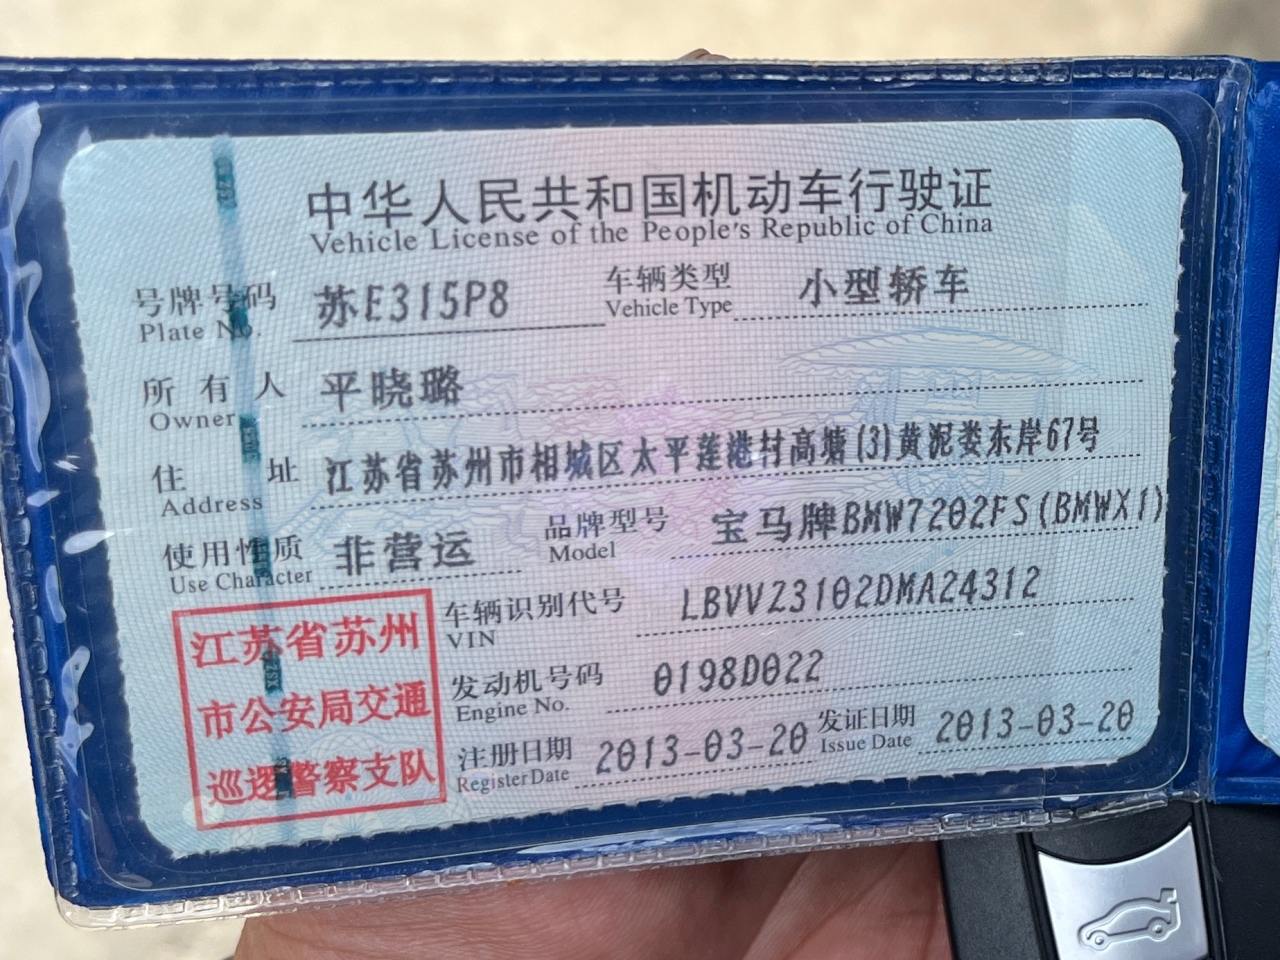 中华人民共和国机动车行驶证
Vehicle License of the People's Republic of China
号牌号码 苏E315P8 车辆类型 小型轿车
Plate No. Vehicle Type
所有人 平晓璐
Owner
住址 江苏省苏州市相城区太平莲港村高塘(3)黄泥娄东岸67号
Address
使用性质 非营运 品牌型号 宝马牌BMW7202FS(BMWX1)
Use Character Model
车辆识别代号 LBVVZ3102DMA24312
VIN
发动机号码 0198D022
Engine No.
注册日期 2013-03-20 发证日期 2013-03-20
Register Date Issue Date
江苏省苏州
市公安局交通
巡逻警察支队